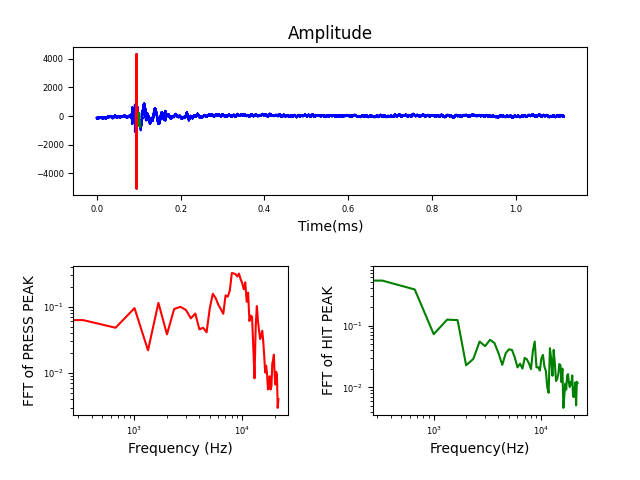 Amplitude
4000
2000
0
−2000
−4000
0.0 0.2 0.4 0.6 0.8 1.0
Time(ms)
FFT of PRESS PEAK
10⁻¹
10⁻²
10³ 10⁴
Frequency (Hz)
FFT of HIT PEAK
10⁻¹
10⁻²
10³ 10⁴
Frequency(Hz)